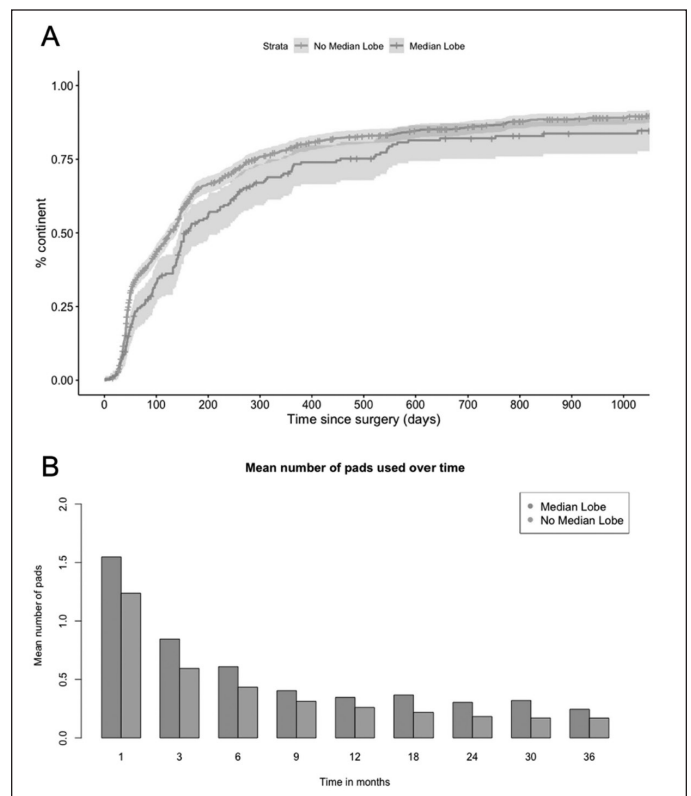 A
Strata No Median Lobe Median Lobe
% continent
1.00
0.75
0.50
0.25
0.00
0 100 200 300 400 500 600 700 800 900 1000
Time since surgery (days)
B
Mean number of pads used over time
Median Lobe
No Median Lobe
Mean number of pads
2.0
1.5
1.0
0.5
0.0
1 3 6 9 12 18 24 30 36
Time in months